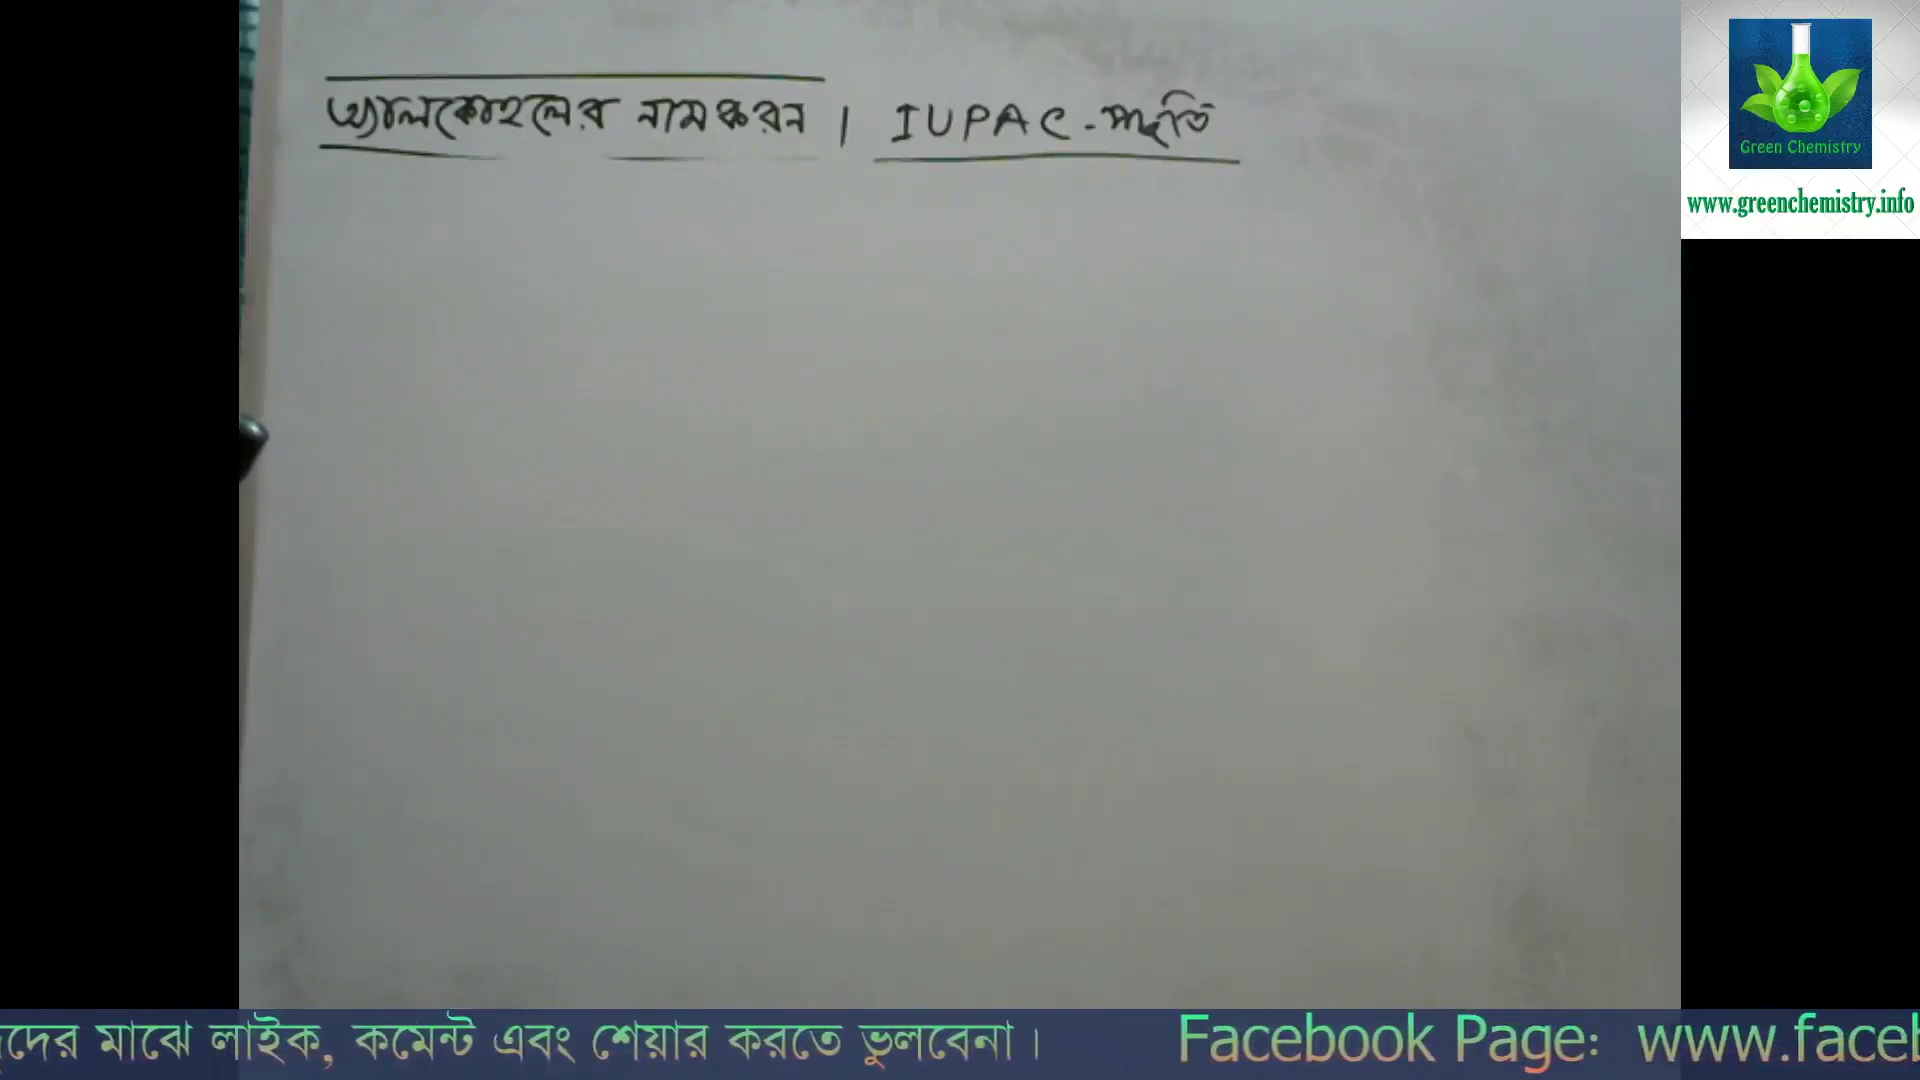 অ্যালকোহলের নামকরন। IUPAC-পদ্ধতি
Green Chemistry
www.greenchemistry.info
দের মাঝে লাইক, কমেন্ট এবং শেয়ার করতে ভুলবেনা। Facebook Page: www.faceb